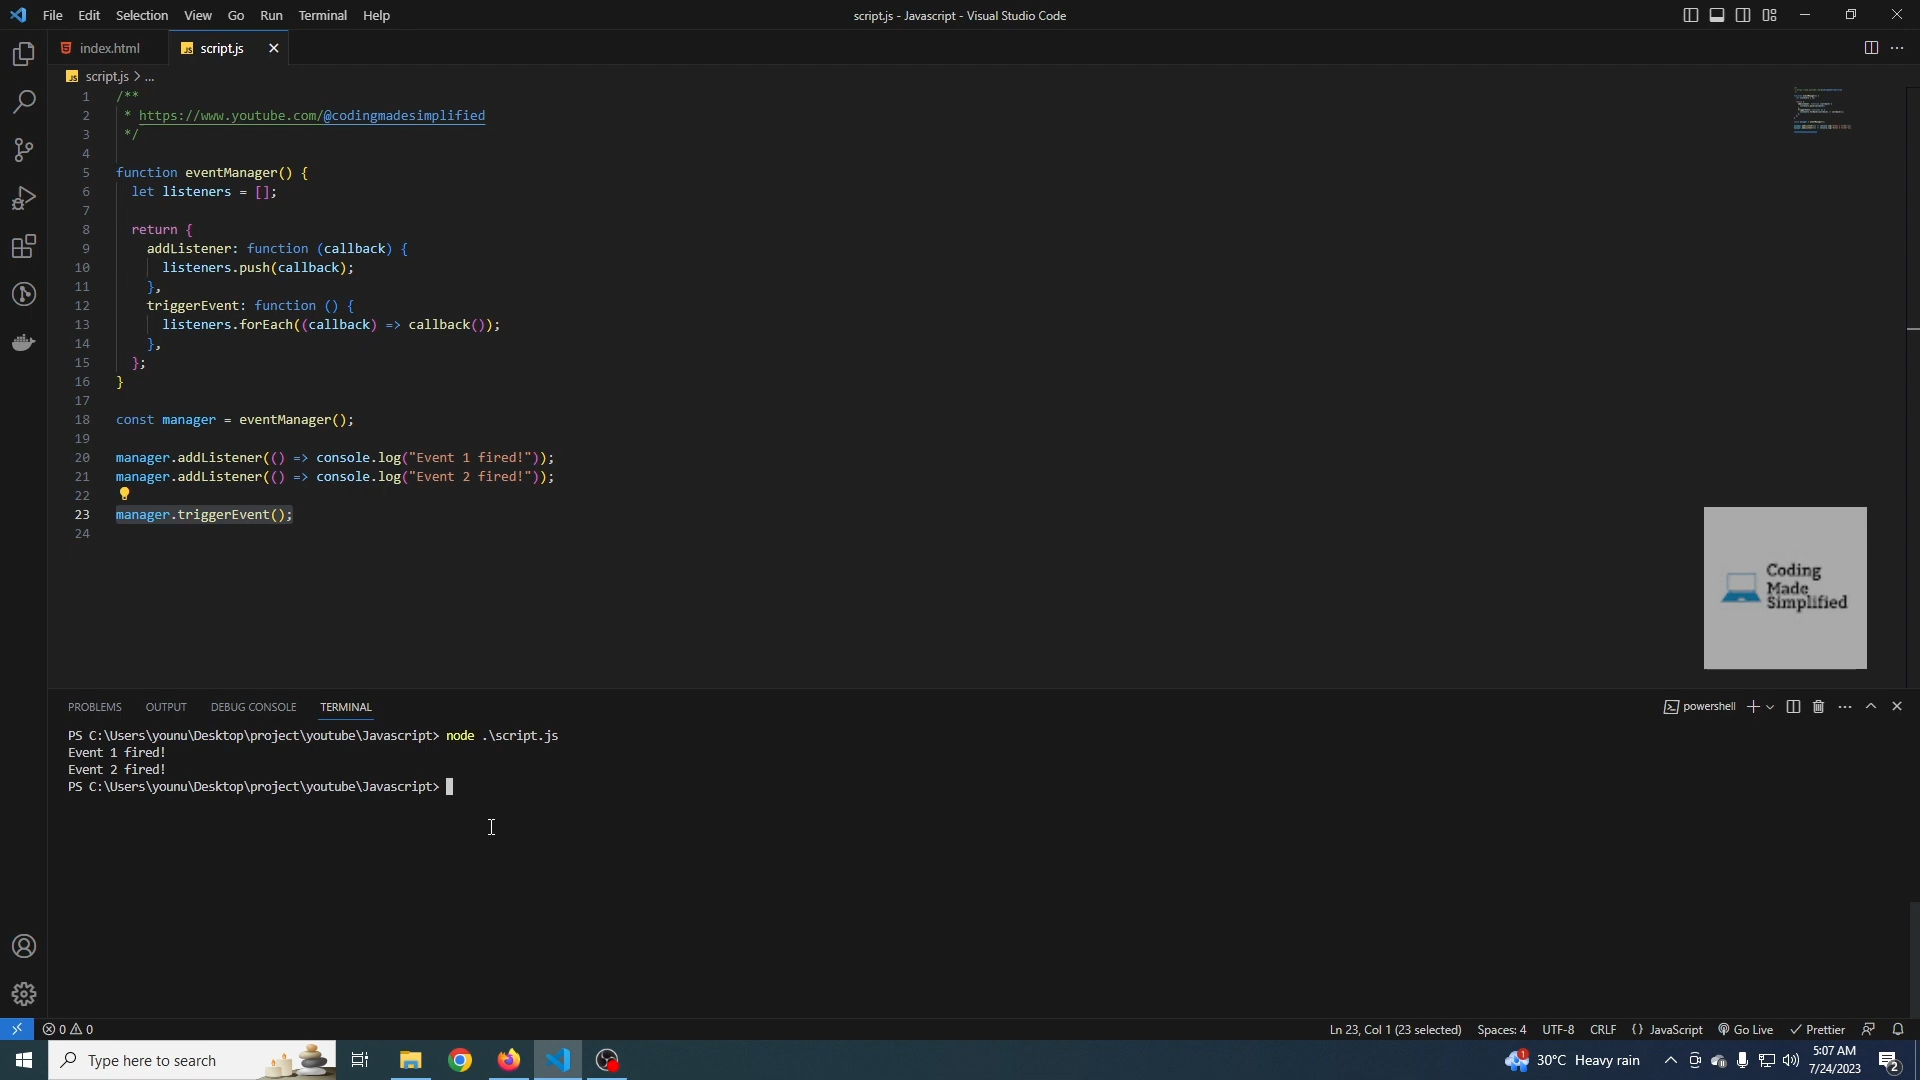 File Edit Selection View Go Run Terminal Help
script.js - Javascript - Visual Studio Code
index.html
JS script.js
JS script.js > ...
1 /**
2  * https://www.youtube.com/@codingmadesimplified
3  */
4
5 function eventManager() {
6   let listeners = [];
7
8   return {
9     addListener: function (callback) {
10       listeners.push(callback);
11     },
12     triggerEvent: function () {
13       listeners.forEach((callback) => callback());
14     },
15   };
16 }
17
18 const manager = eventManager();
19
20 manager.addListener(() => console.log("Event 1 fired!"));
21 manager.addListener(() => console.log("Event 2 fired!"));
22
23 manager.triggerEvent();
24
Coding
Made
Simplified
PROBLEMS OUTPUT DEBUG CONSOLE TERMINAL
powershell
PS C:\Users\younu\Desktop\project\youtube\Javascript> node .\script.js
Event 1 fired!
Event 2 fired!
PS C:\Users\younu\Desktop\project\youtube\Javascript>
0 0
Ln 23, Col 1 (23 selected) Spaces: 4 UTF-8 CRLF {} JavaScript Go Live Prettier
Type here to search
1 30°C Heavy rain
5:07 AM
7/24/2023
2